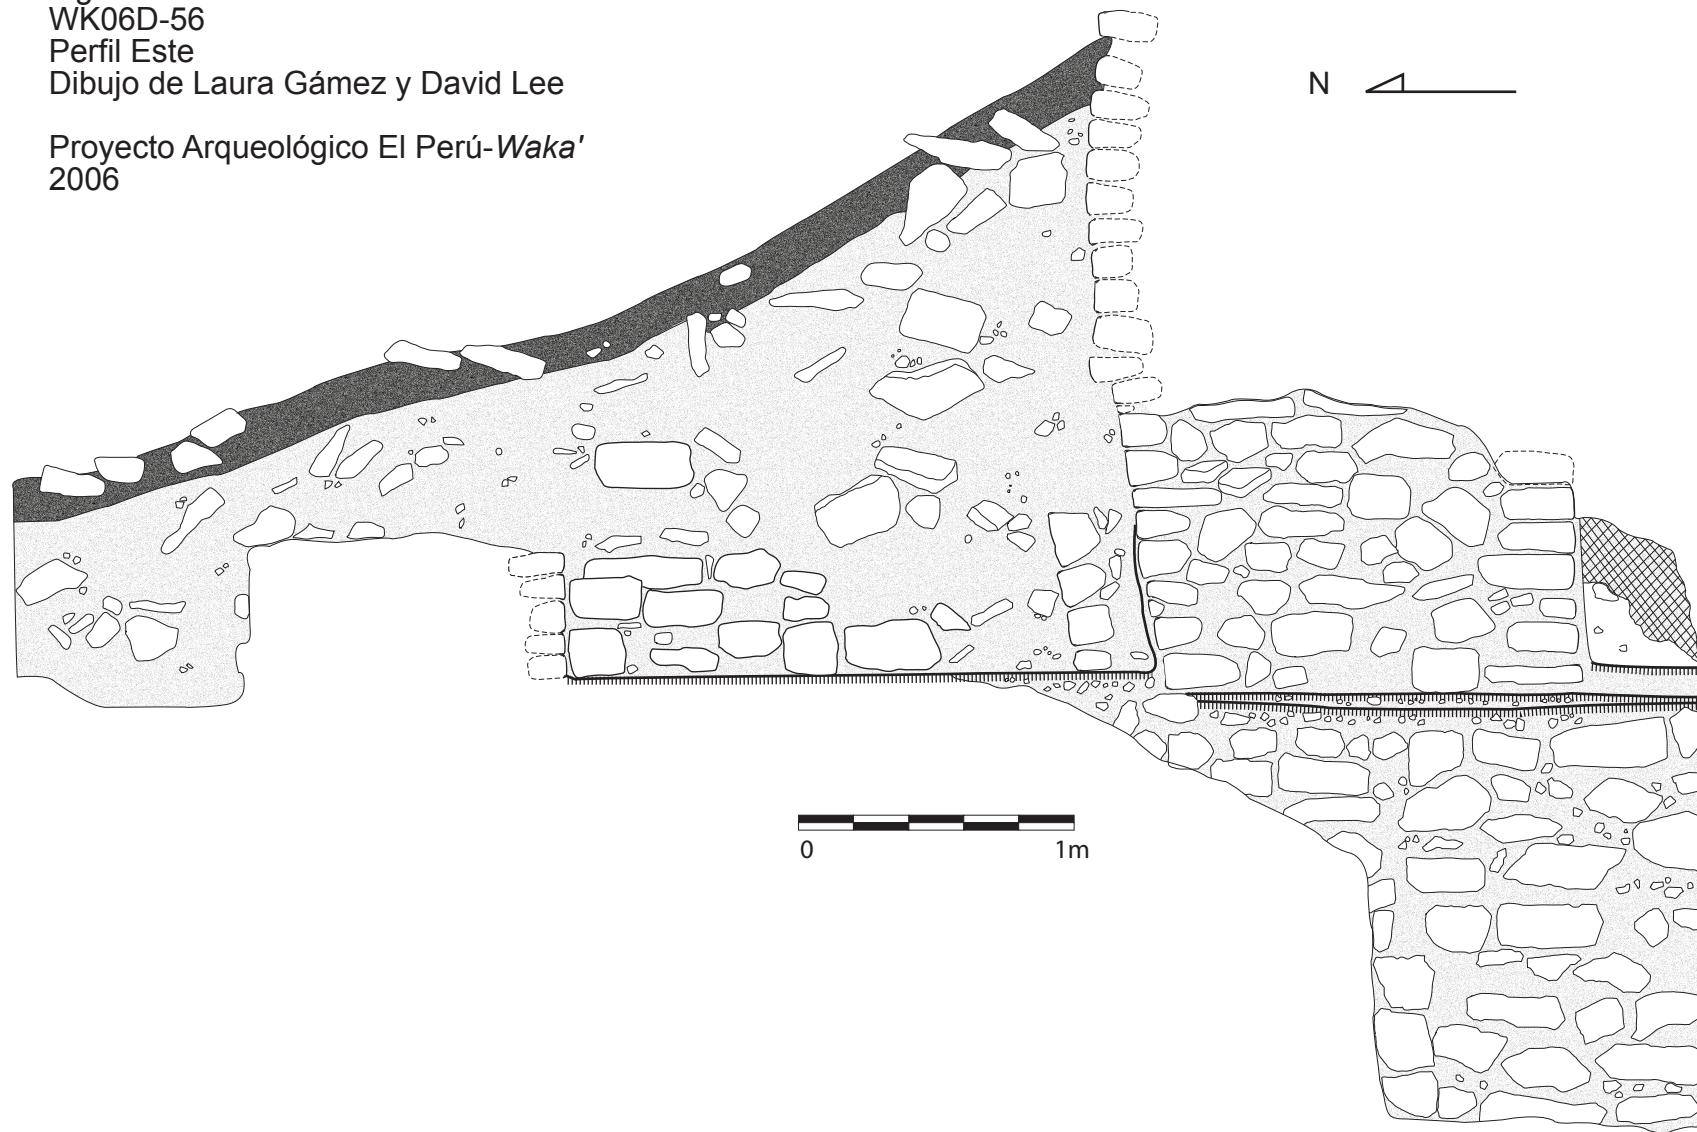 WK06D-56
Perfil Este
Dibujo de Laura Gámez y David Lee
Proyecto Arqueológico El Perú-Waka'
2006
N
0 1m